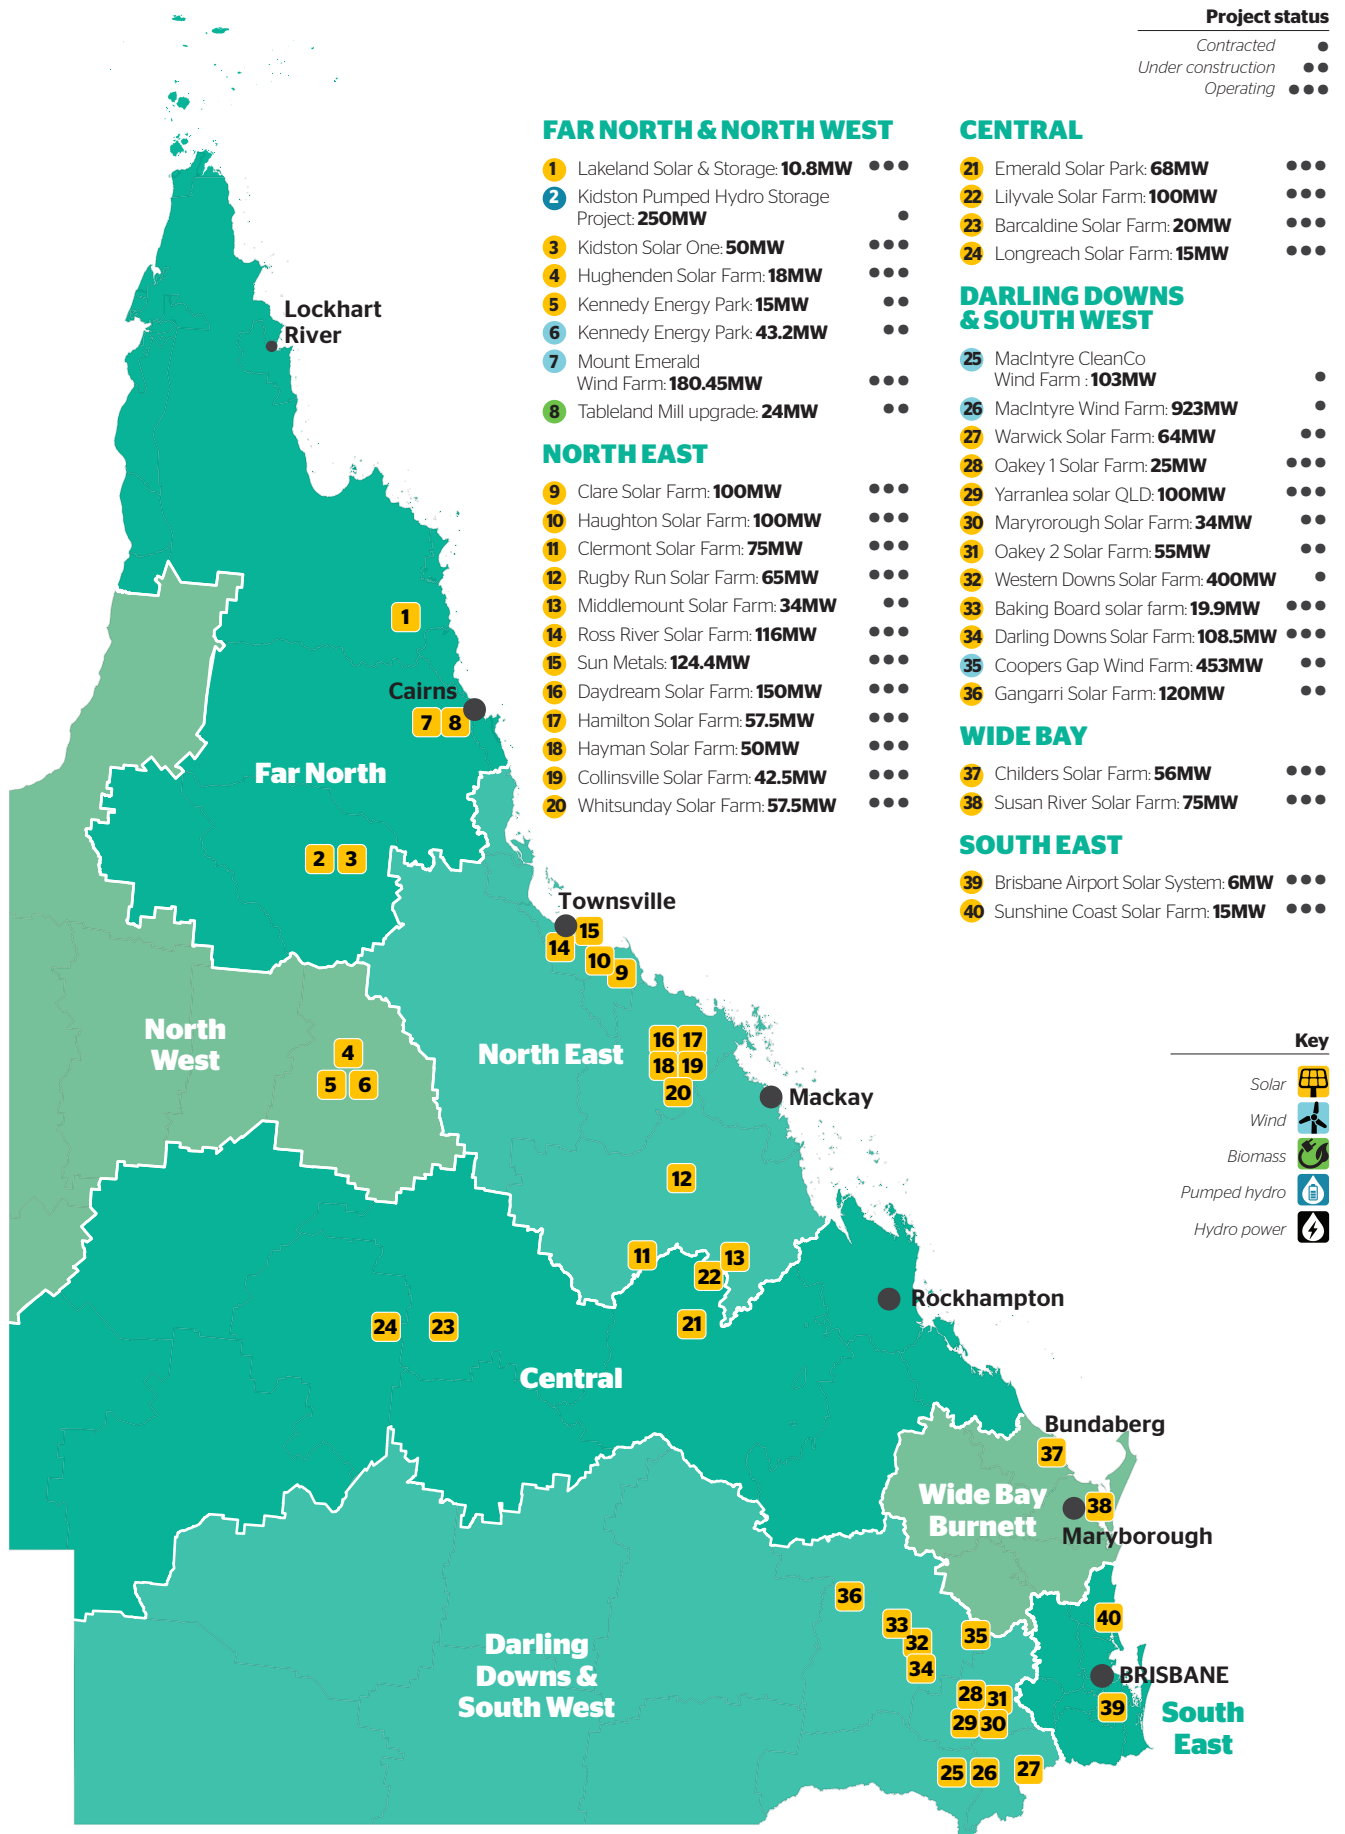 Project status
Contracted
Under construction
Operating
FAR NORTH & NORTH WEST
1 Lakeland Solar & Storage: 10.8MW
2 Kidston Pumped Hydro Storage
Project: 250MW
3 Kidston Solar One: 50MW
4 Hughenden Solar Farm: 18MW
5 Kennedy Energy Park: 15MW
6 Kennedy Energy Park: 43.2MW
7 Mount Emerald
Wind Farm: 180.45MW
8 Tableland Mill upgrade: 24MW
NORTH EAST
9 Clare Solar Farm: 100MW
10 Haughton Solar Farm: 100MW
11 Clermont Solar Farm: 75MW
12 Rugby Run Solar Farm: 65MW
13 Middlemount Solar Farm: 34MW
14 Ross River Solar Farm: 116MW
15 Sun Metals: 124.4MW
16 Daydream Solar Farm: 150MW
17 Hamilton Solar Farm: 57.5MW
18 Hayman Solar Farm: 50MW
19 Collinsville Solar Farm: 42.5MW
20 Whitsunday Solar Farm: 57.5MW
CENTRAL
21 Emerald Solar Park: 68MW
22 Lilyvale Solar Farm: 100MW
23 Barcaldine Solar Farm: 20MW
24 Longreach Solar Farm: 15MW
DARLING DOWNS
& SOUTH WEST
25 MacIntyre CleanCo
Wind Farm : 103MW
26 MacIntyre Wind Farm: 923MW
27 Warwick Solar Farm: 64MW
28 Oakey 1 Solar Farm: 25MW
29 Yarranlea solar QLD: 100MW
30 Maryrorough Solar Farm: 34MW
31 Oakey 2 Solar Farm: 55MW
32 Western Downs Solar Farm: 400MW
33 Baking Board solar farm: 19.9MW
34 Darling Downs Solar Farm: 108.5MW
35 Coopers Gap Wind Farm: 453MW
36 Gangarri Solar Farm: 120MW
WIDE BAY
37 Childers Solar Farm: 56MW
38 Susan River Solar Farm: 75MW
SOUTH EAST
39 Brisbane Airport Solar System: 6MW
40 Sunshine Coast Solar Farm: 15MW
Key
Solar
Wind
Biomass
Pumped hydro
Hydro power
Lockhart
River
1
Cairns
7 8
Far North
2 3
Townsville
15
14
10
9
North
West
4
5 6
North East
16 17
18 19
20
Mackay
12
11
13
22
21
Rockhampton
24 23
Central
Bundaberg
37
Wide Bay
Burnett
38
Maryborough
36
33
32
35
34
40
Darling
Downs &
South West
BRISBANE
28 31
29 30
39
South
East
25 26 27